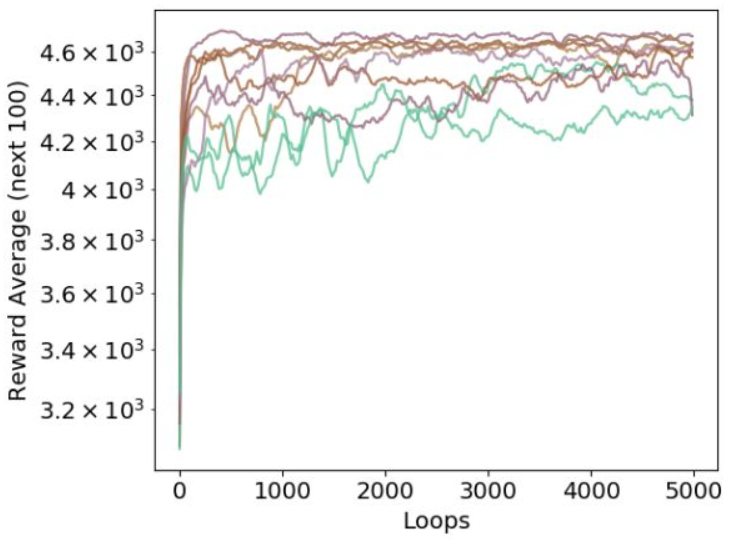 Reward Average (next 100)
4.6 × 10³
4.4 × 10³
4.2 × 10³
4 × 10³
3.8 × 10³
3.6 × 10³
3.4 × 10³
3.2 × 10³
0 1000 2000 3000 4000 5000
Loops